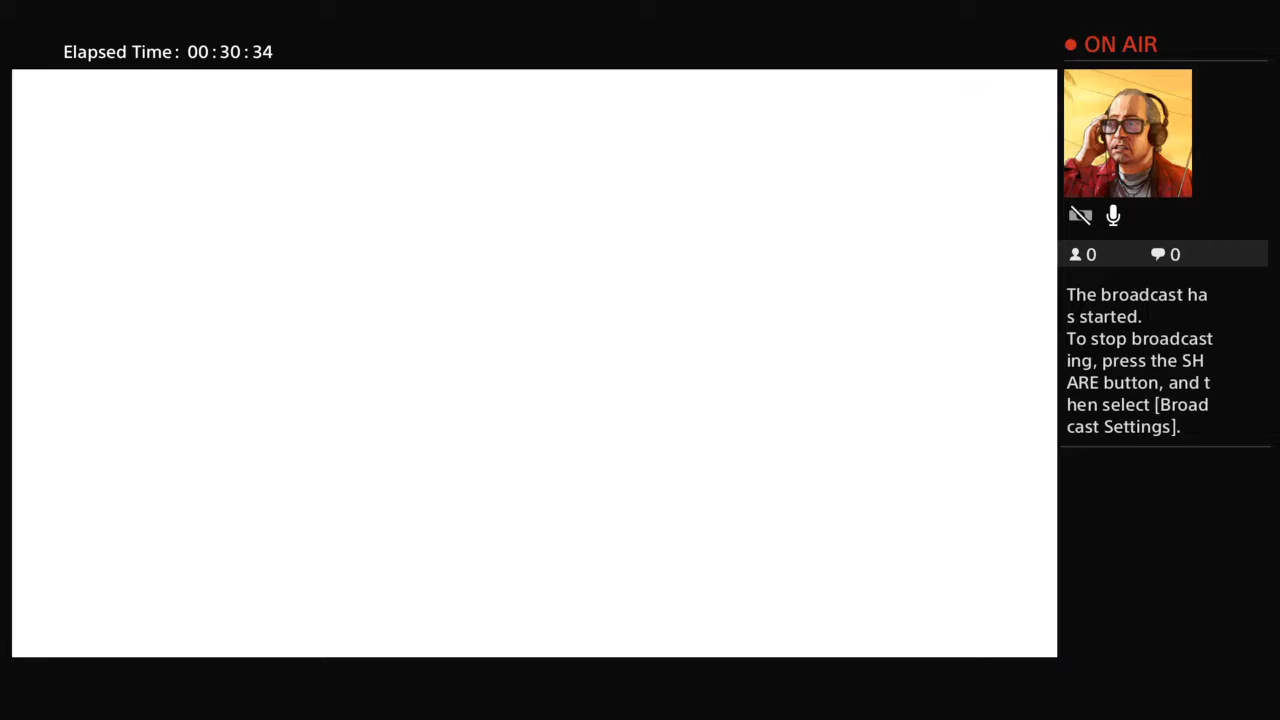 Elapsed Time: 00:30:34
ON AIR
0 0
The broadcast ha
s started.
To stop broadcast
ing, press the SH
ARE button, and t
hen select [Broad
cast Settings].